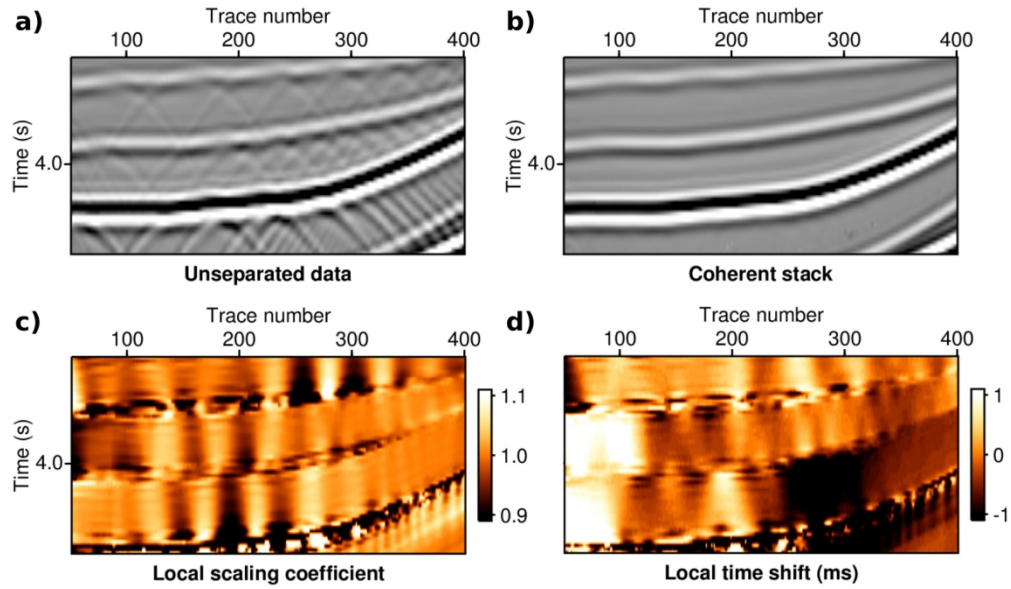 a)
Trace number
100 200 300 400
Time (s)
4.0
Unseparated data
b)
Trace number
100 200 300 400
Time (s)
4.0
Coherent stack
c)
Trace number
100 200 300 400
Time (s)
4.0
1.1
1.0
0.9
Local scaling coefficient
d)
Trace number
100 200 300 400
1
0
-1
Local time shift (ms)